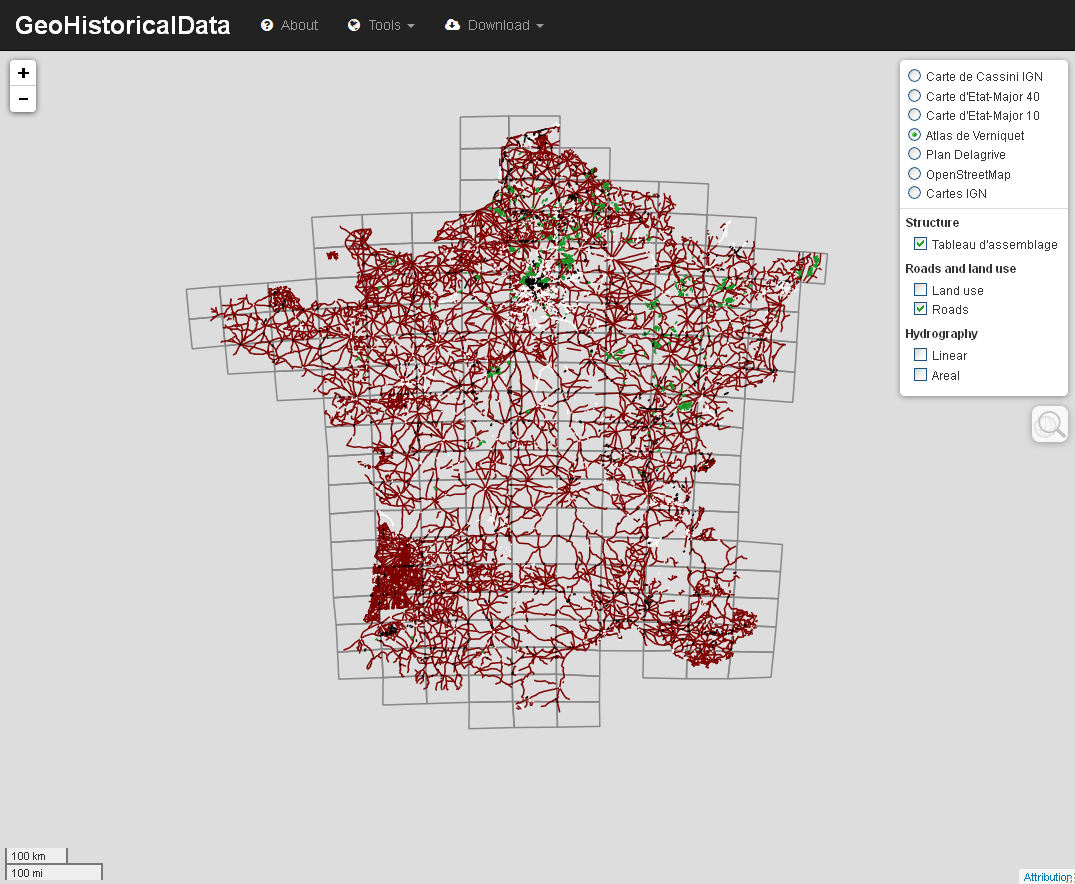 GeoHistoricalData
About
Tools
Download
+
-
Carte de Cassini IGN
Carte d'Etat-Major 40
Carte d'Etat-Major 10
Atlas de Verniquet
Plan Delagrive
OpenStreetMap
Cartes IGN
Structure
Tableau d'assemblage
Roads and land use
Land use
Roads
Hydrography
Linear
Areal
100 km
100 mi
Attribution